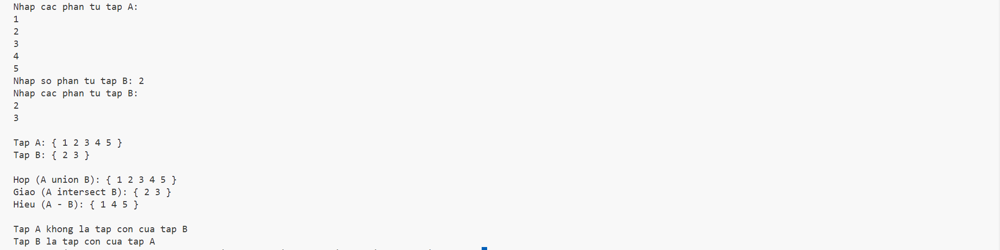 Nhap cac phan tu tap A:
1
2
3
4
5
Nhap so phan tu tap B: 2
Nhap cac phan tu tap B:
2
3
Tap A: { 1 2 3 4 5 }
Tap B: { 2 3 }
Hop (A union B): { 1 2 3 4 5 }
Giao (A intersect B): { 2 3 }
Hieu (A - B): { 1 4 5 }
Tap A khong la tap con cua tap B
Tap B la tap con cua tap A